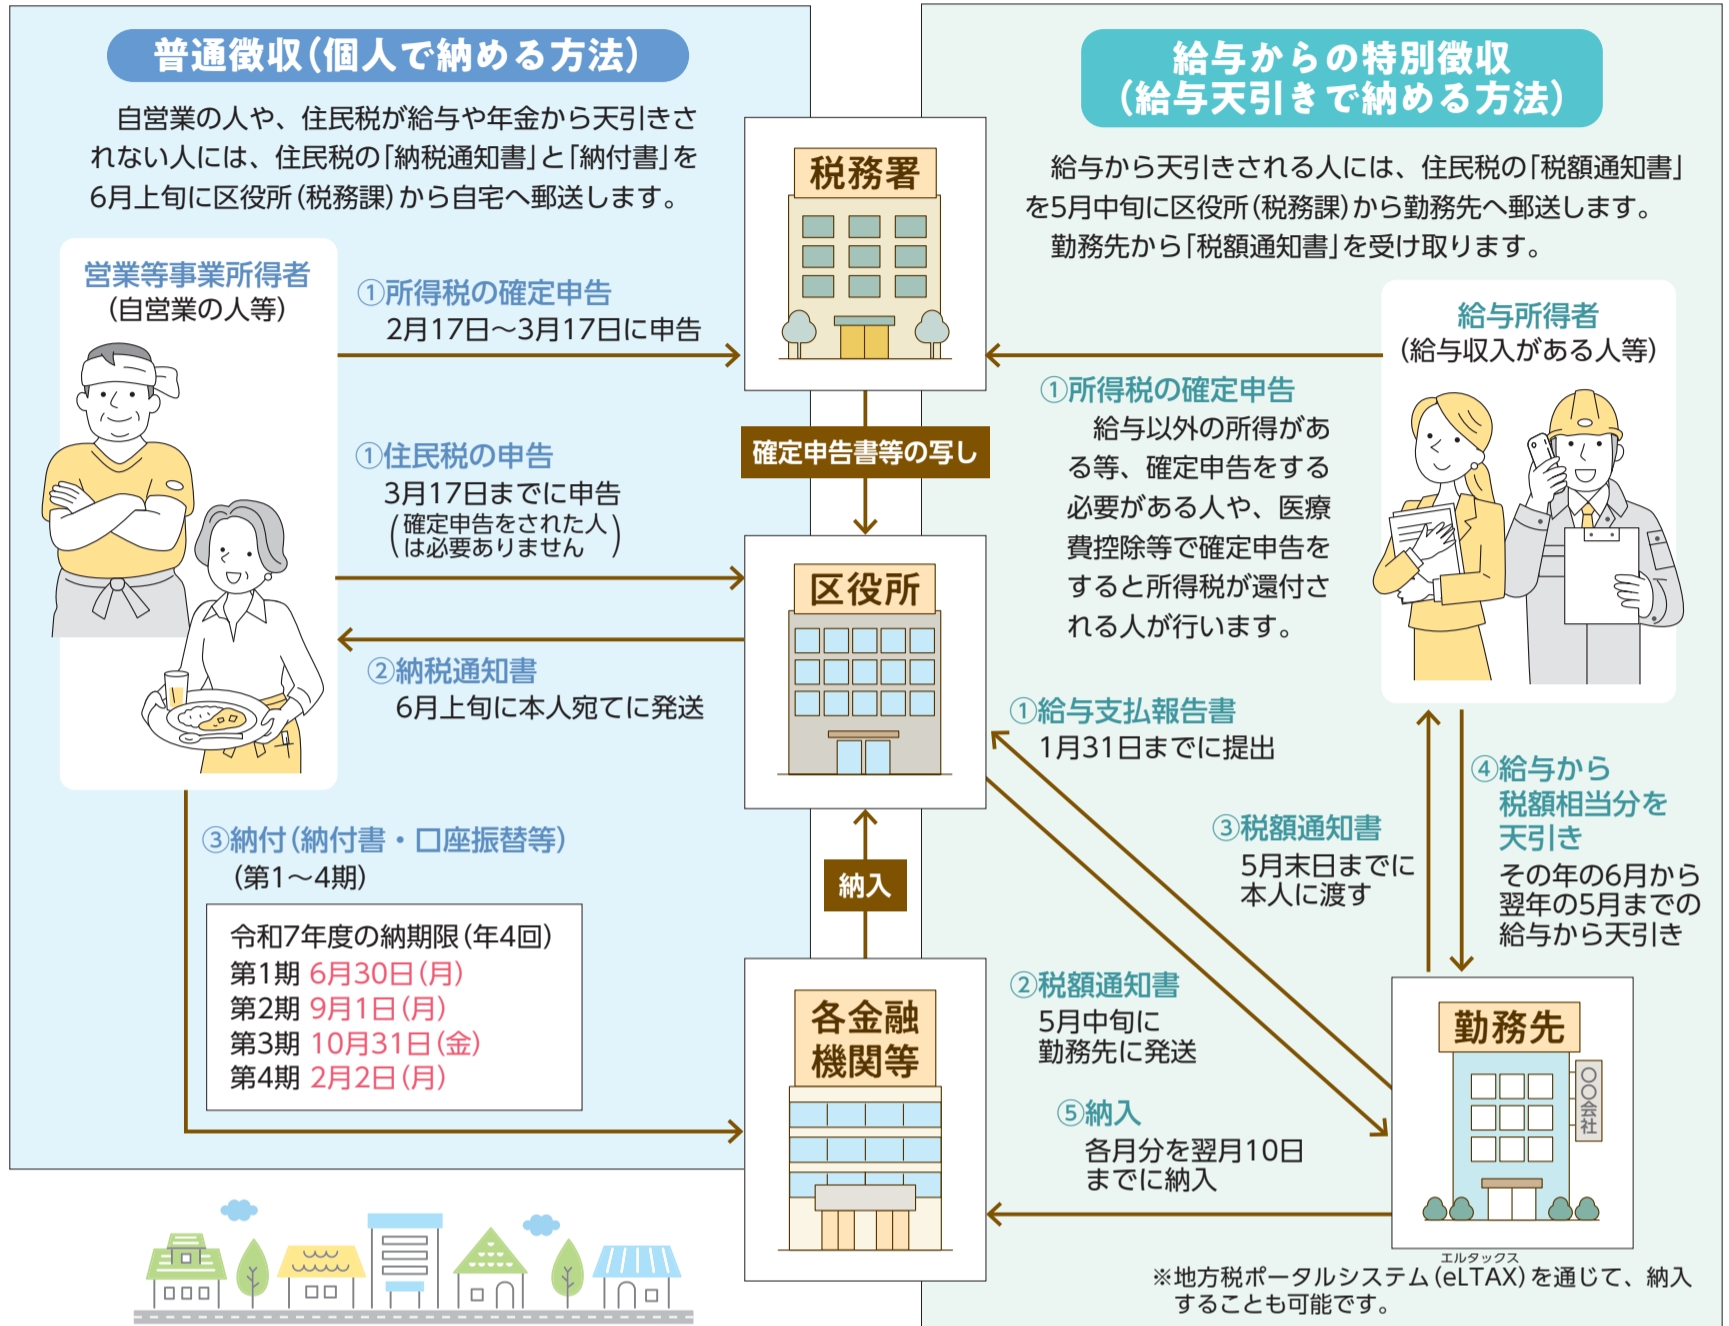 普通徴収(個人で納める方法)
自営業の人や、住民税が給与や年金から天引きさ
れない人には、住民税の「納税通知書」と「納付書」を
6月上旬に区役所(税務課)から自宅へ郵送します。
営業等事業所得者
(自営業の人等)
①所得税の確定申告
2月17日～3月17日に申告
①住民税の申告
3月17日までに申告
(確定申告をされた人
は必要ありません)
②納税通知書
6月上旬に本人宛てに発送
③納付(納付書・口座振替等)
(第1～4期)
令和7年度の納期限(年4回)
第1期 6月30日(月)
第2期 9月1日(月)
第3期 10月31日(金)
第4期 2月2日(月)
税務署
確定申告書等の写し
区役所
納入
各金融
機関等
給与からの特別徴収
(給与天引きで納める方法)
給与から天引きされる人には、住民税の「税額通知書」
を5月中旬に区役所(税務課)から勤務先へ郵送します。
勤務先から「税額通知書」を受け取ります。
給与所得者
(給与収入がある人等)
①所得税の確定申告
給与以外の所得があ
る等、確定申告をする
必要がある人や、医療
費控除等で確定申告を
すると所得税が還付さ
れる人が行います。
①給与支払報告書
1月31日までに提出
②税額通知書
5月中旬に
勤務先に発送
③税額通知書
5月末日までに
本人に渡す
④給与から
税額相当分を
天引き
その年の6月から
翌年の5月までの
給与から天引き
⑤納入
各月分を翌月10日
までに納入
勤務先
〇〇会社
エルタックス
※地方税ポータルシステム(eLTAX)を通じて、納入
することも可能です。